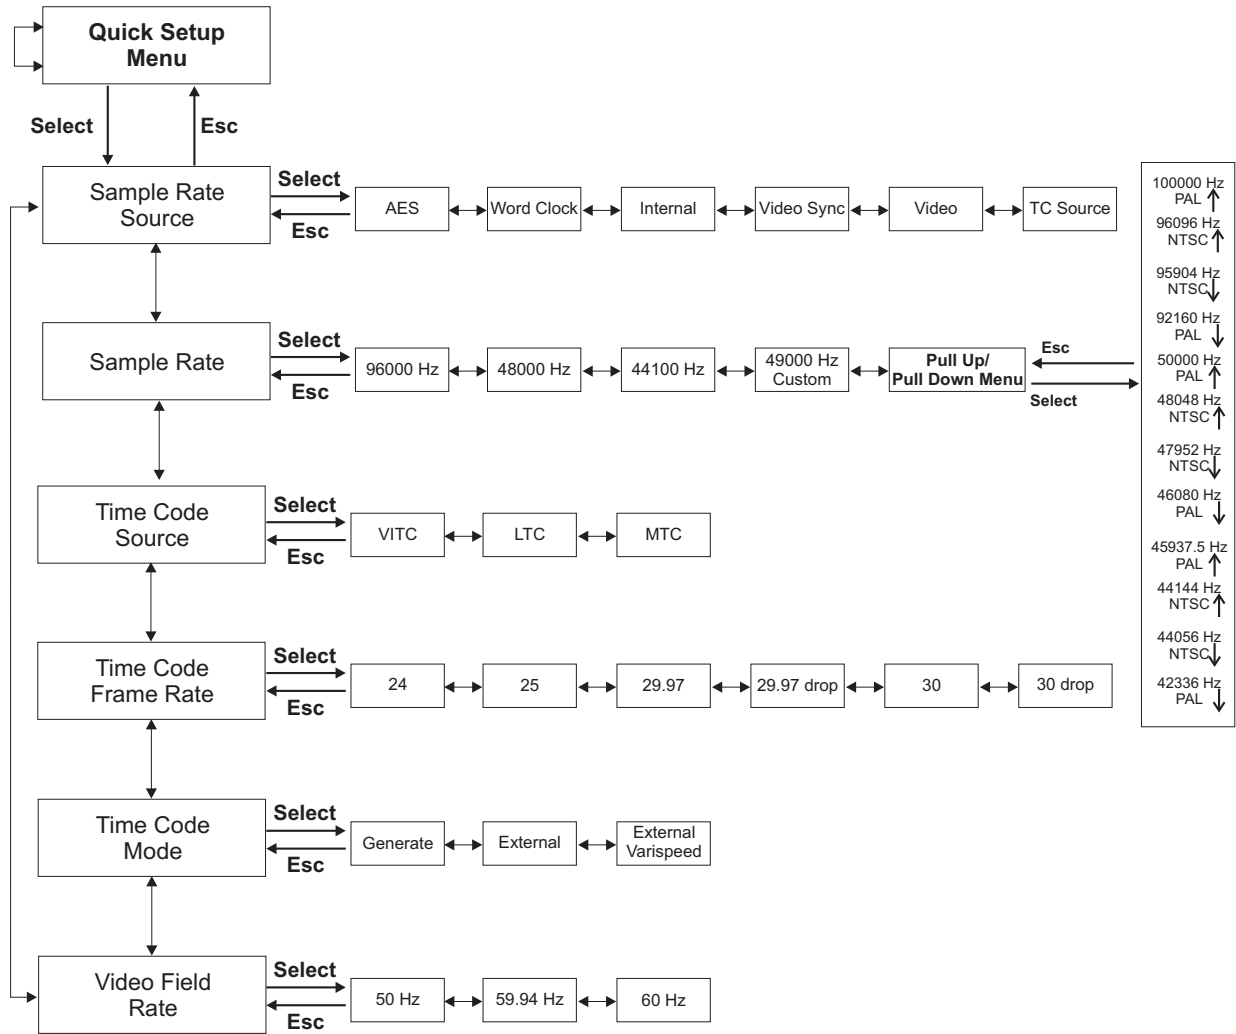 Quick Setup
Menu
Select
Esc
Sample Rate
Source
Select
Esc
AES
Word Clock
Internal
Video Sync
Video
TC Source
Sample Rate
Select
Esc
96000 Hz
48000 Hz
44100 Hz
49000 Hz
Custom
Pull Up/
Pull Down Menu
Esc
Select
100000 Hz
PAL
96096 Hz
NTSC
95904 Hz
NTSC
92160 Hz
PAL
50000 Hz
PAL
48048 Hz
NTSC
47952 Hz
NTSC
46080 Hz
PAL
45937.5 Hz
PAL
44144 Hz
NTSC
44056 Hz
NTSC
42336 Hz
PAL
Time Code
Source
Select
Esc
VITC
LTC
MTC
Time Code
Frame Rate
Select
Esc
24
25
29.97
29.97 drop
30
30 drop
Time Code
Mode
Select
Esc
Generate
External
External
Varispeed
Video Field
Rate
Select
Esc
50 Hz
59.94 Hz
60 Hz